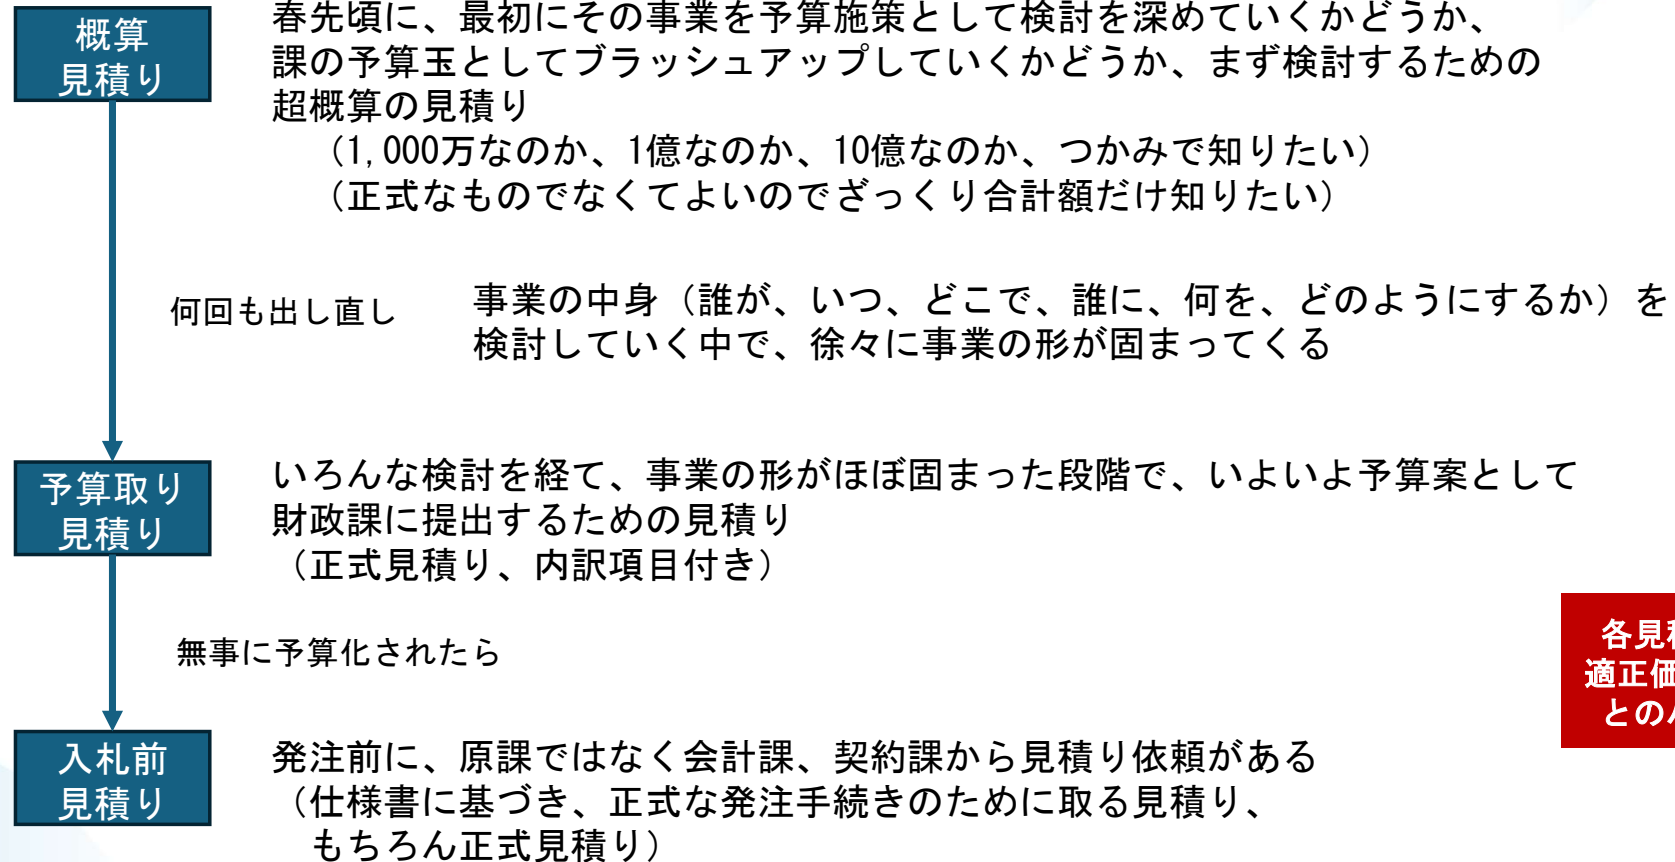 概算
見積り
春先頃に、最初にその事業を予算施策として検討を深めていくかどうか、
課の予算玉としてブラッシュアップしていくかどうか、まず検討するための
超概算の見積り
（1,000万なのか、1億なのか、10億なのか、つかみで知りたい）
（正式なものでなくてよいのでざっくり合計額だけ知りたい）
何回も出し直し
事業の中身（誰が、いつ、どこで、誰に、何を、どのようにするか）を
検討していく中で、徐々に事業の形が固まってくる
予算取り
見積り
いろんな検討を経て、事業の形がほぼ固まった段階で、いよいよ予算案として
財政課に提出するための見積り
（正式見積り、内訳項目付き）
無事に予算化されたら
各見
適正価
との
入札前
見積り
発注前に、原課ではなく会計課、契約課から見積り依頼がある
（仕様書に基づき、正式な発注手続きのために取る見積り、
もちろん正式見積り）